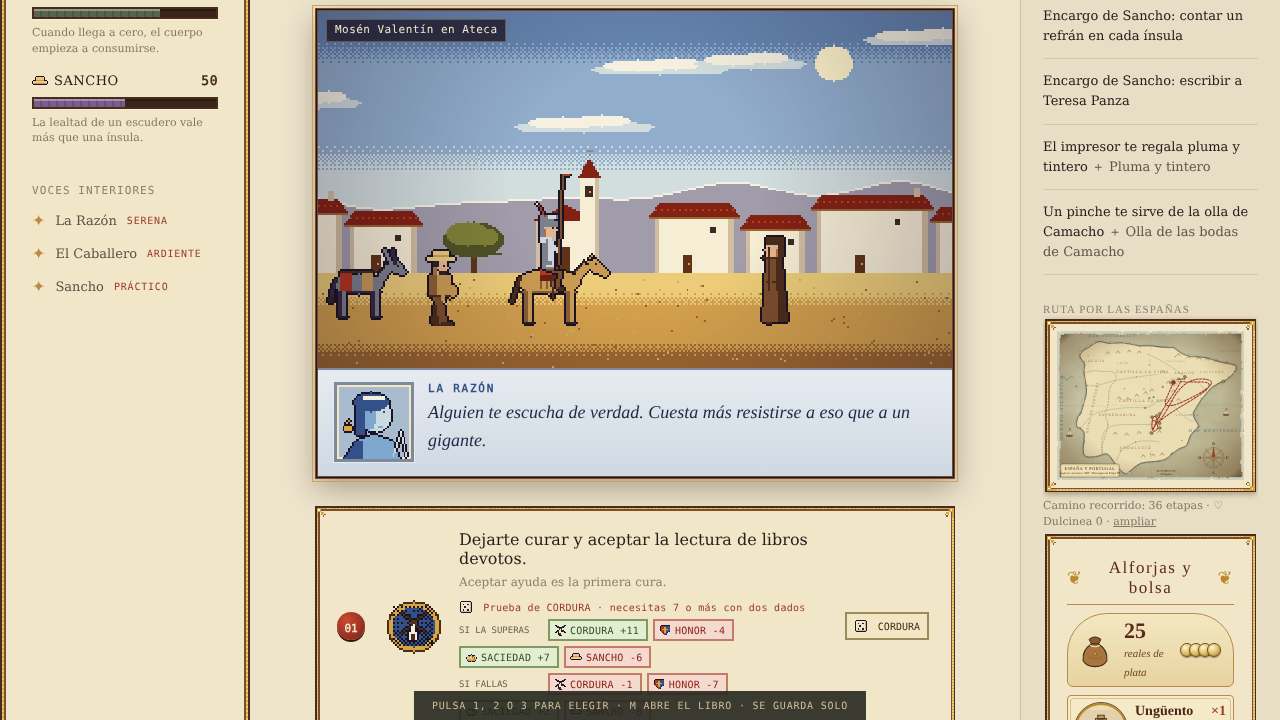 Cuando llega a cero, el cuerpo
empieza a consumirse.
SANCHO 50
La lealtad de un escudero vale
más que una ínsula.
VOCES INTERIORES
La Razón SERENA
El Caballero ARDIENTE
Sancho PRÁCTICO
Mosén Valentín en Ateca
LA RAZÓN
Alguien te escucha de verdad. Cuesta más resistirse a eso que a un
gigante.
01
Dejarte curar y aceptar la lectura de libros
devotos.
Aceptar ayuda es la primera cura.
Prueba de CORDURA · necesitas 7 o más con dos dados
SI LA SUPERAS CORDURA +11 HONOR -4
SACIEDAD +7 SANCHO -6
SI FALLAS CORDURA -1 HONOR -7
CORDURA
PULSA 1, 2 O 3 PARA ELEGIR · M ABRE EL LIBRO · SE GUARDA SOLO
Encargo de Sancho: contar un
refrán en cada ínsula
Encargo de Sancho: escribir a
Teresa Panza
El impresor te regala pluma y
tintero + Pluma y tintero
Un pinche te sirve de la olla de
Camacho + Olla de las bodas
de Camacho
RUTA POR LAS ESPAÑAS
ESPAÑA Y PORTUGAL
Camino recorrido: 36 etapas · ♡
Dulcinea 0 · ampliar
Alforjas y
bolsa
25
reales de
plata
Ungüento ×1